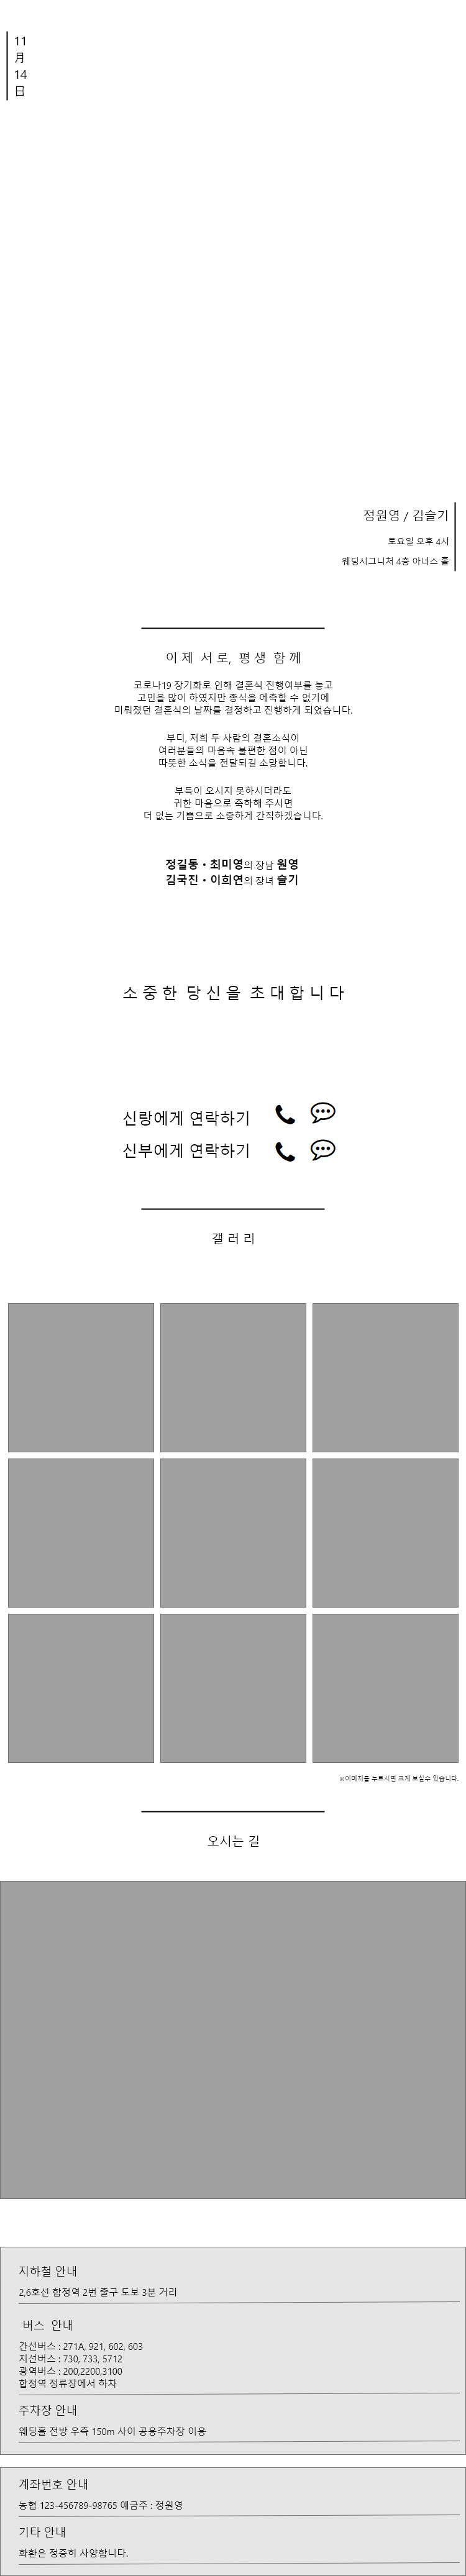 11
月
14
日
정원영 / 김슬기
토요일 오후 4시
웨딩시그니처 4층 아너스 홀
이 제 서 로, 평 생 함 께
코로나19 장기화로 인해 결혼식 진행여부를 놓고
고민을 많이 하였지만 종식을 예측할 수 없기에
미뤄졌던 결혼식의 날짜를 결정하고 진행하게 되었습니다.
부디, 저희 두 사람의 결혼소식이
여러분들의 마음속 불편한 점이 아닌
따뜻한 소식을 전달되길 소망합니다.
부득이 오시지 못하시더라도
귀한 마음으로 축하해 주시면
더 없는 기쁨으로 소중하게 간직하겠습니다.
정길동・최미영의 장남 원영
김국진・이희연의 장녀 슬기
소 중 한 당 신 을 초 대 합 니 다
신랑에게 연락하기
신부에게 연락하기
갤 러 리
※이미지를 누르시면 크게 보실수 있습니다.
오시는 길
지하철 안내
2,6호선 합정역 2번 출구 도보 3분 거리
버스 안내
간선버스 : 271A, 921, 602, 603
지선버스 : 730, 733, 5712
광역버스 : 200,2200,3100
합정역 정류장에서 하차
주차장 안내
웨딩홀 전방 우측 150m 사이 공용주차장 이용
계좌번호 안내
농협 123-456789-98765 예금주 : 정원영
기타 안내
화환은 정중히 사양합니다.